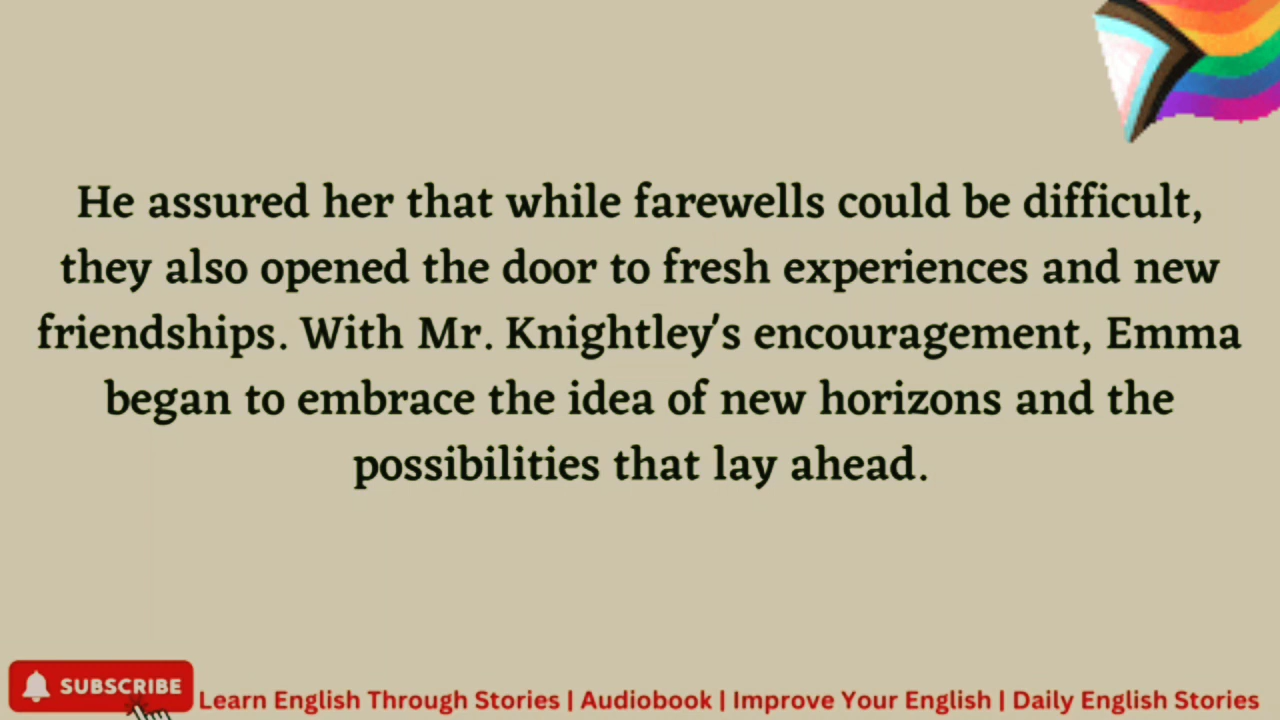 He assured her that while farewells could be difficult,
they also opened the door to fresh experiences and new
friendships. With Mr. Knightley's encouragement, Emma
began to embrace the idea of new horizons and the
possibilities that lay ahead.
SUBSCRIBE
Learn English Through Stories | Audiobook | Improve Your English | Daily English Stories